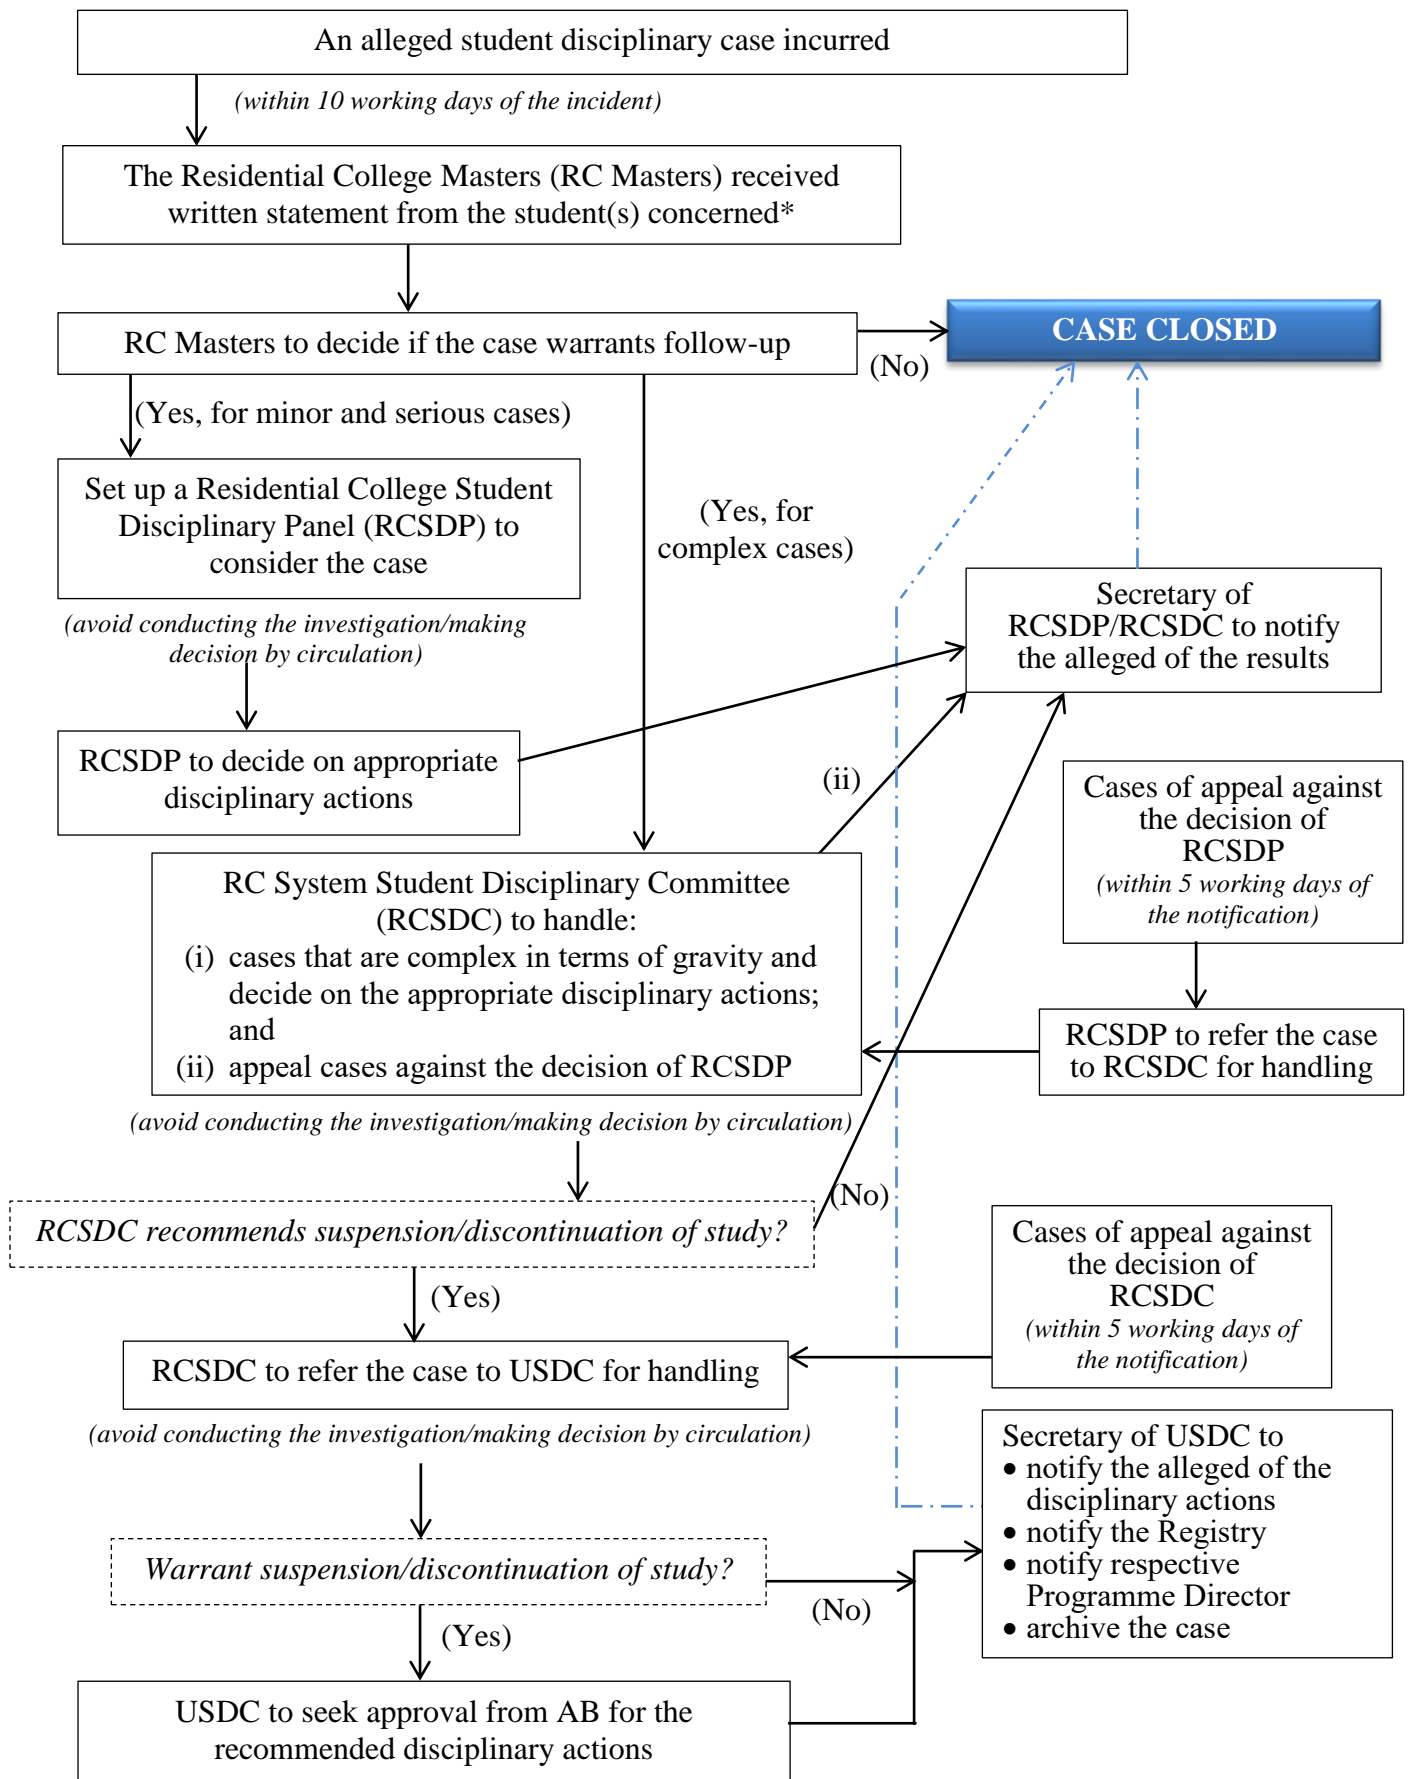 An alleged student disciplinary case incurred
(within 10 working days of the incident)
The Residential College Masters (RC Masters) received
written statement from the student(s) concerned*
RC Masters to decide if the case warrants follow-up
(No)
CASE CLOSED
(Yes, for minor and serious cases)
Set up a Residential College Student
Disciplinary Panel (RCSDP) to
consider the case
(avoid conducting the investigation/making
decision by circulation)
(Yes, for
complex cases)
Secretary of
RCSDP/RCSDC to notify
the alleged of the results
RCSDP to decide on appropriate
disciplinary actions
(ii)
Cases of appeal against
the decision of
RCSDP
(within 5 working days of
the notification)
RC System Student Disciplinary Committee
(RCSDC) to handle:
(i) cases that are complex in terms of gravity and
decide on the appropriate disciplinary actions;
and
(ii) appeal cases against the decision of RCSDP
RCSDP to refer the case
to RCSDC for handling
(avoid conducting the investigation/making decision by circulation)
RCSDC recommends suspension/discontinuation of study?
(No)
(Yes)
Cases of appeal against
the decision of
RCSDC
(within 5 working days of
the notification)
RCSDC to refer the case to USDC for handling
(avoid conducting the investigation/making decision by circulation)
Secretary of USDC to
• notify the alleged of the
disciplinary actions
• notify the Registry
• notify respective
Programme Director
• archive the case
Warrant suspension/discontinuation of study?
(No)
(Yes)
USDC to seek approval from AB for the
recommended disciplinary actions